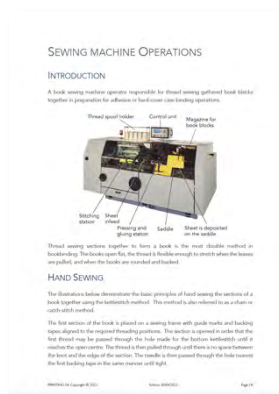 SEWING MACHINE OPERATIONS
INTRODUCTION
A book sewing machine operator responsible for thread sewing gathered book blocks
together in preparation for adhesive or hard-cover case binding operations.
Thread spool holder
Control unit
Magazine for
book blocks
Stitching
station
Sheet
infeed
Pressing and
gluing station
Saddle
Sheet is deposited
on the saddle
Thread sewing sections together to form a book is the most durable method in
bookbinding. The books open flat, the thread is flexible enough to stretch when the leaves
are pulled, and when the books are rounded and backed.
HAND SEWING
The illustrations below demonstrate the basic principles of hand sewing the sections of a
book together using the kettlestitch method. This method is also referred to as a chain or
catch-stitch method.
The first section of the book is placed on a sewing frame with guide marks and backing
tapes aligned to the required threading positions. The section is opened in order that the
first thread may be passed through the hole made for the bottom kettlestitch until it
reaches the open centre. The thread is then pulled through until there is no space between
the knot and the edge of the section. The needle is then passed through the hole nearest
the first backing tape in the same manner until tight.
Copyright © 2021
Page